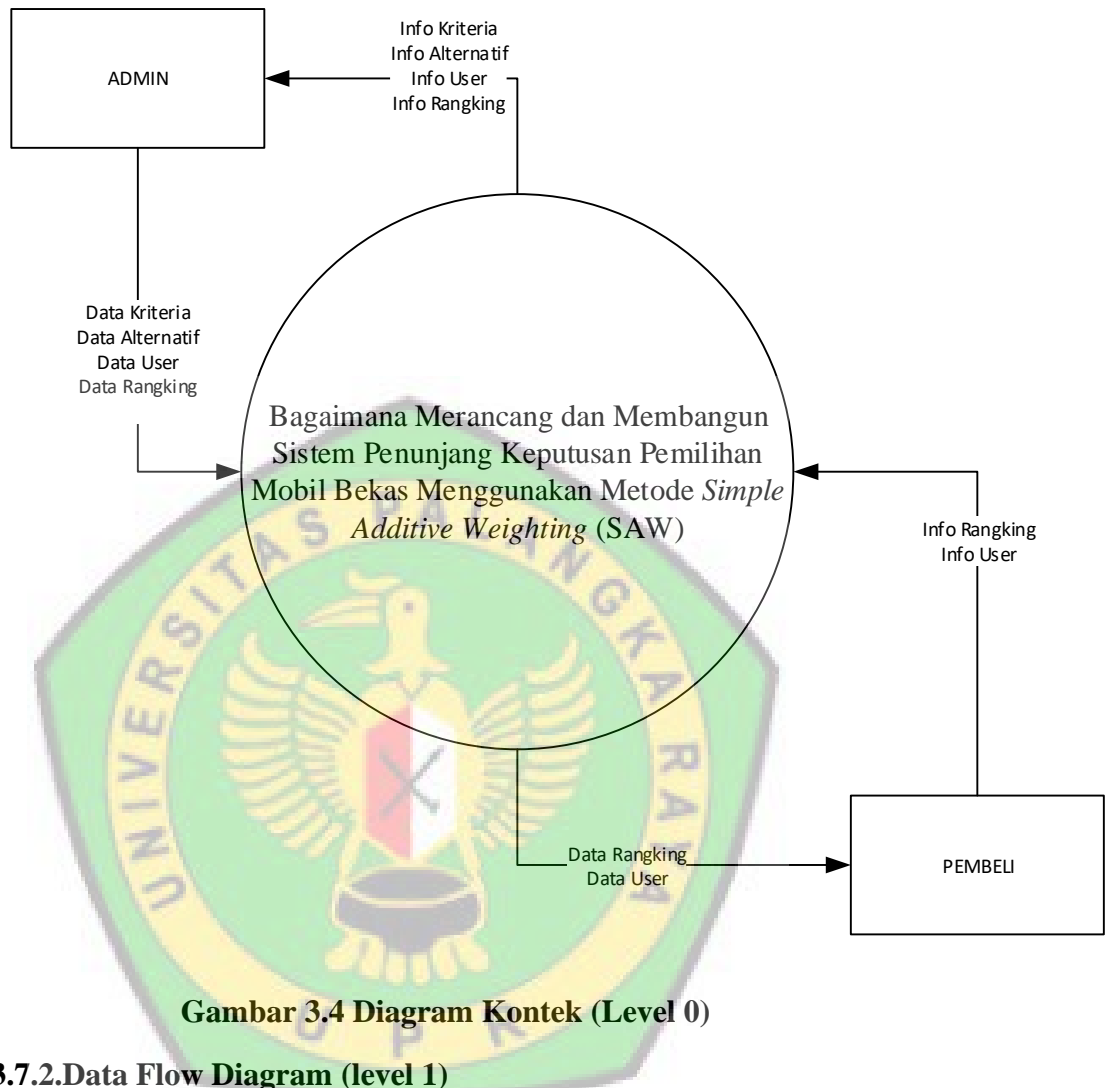 Info Kriteria
Info Alternatif
Info User
Info Rangking
ADMIN
Data Kriteria
Data Alternatif
Data User
Data Rangking
Bagaimana Merancang dan Membangun
Sistem Penunjang Keputusan Pemilihan
Mobil Bekas Menggunakan Metode Simple
Additive Weighting (SAW)
Info Rangking
Info User
Data Rangking
Data User
PEMBELI
UNIVERSITAS PALANGKA RAYA
Gambar 3.4 Diagram Kontek (Level 0)
U P R
3.7.2.Data Flow Diagram (level 1)